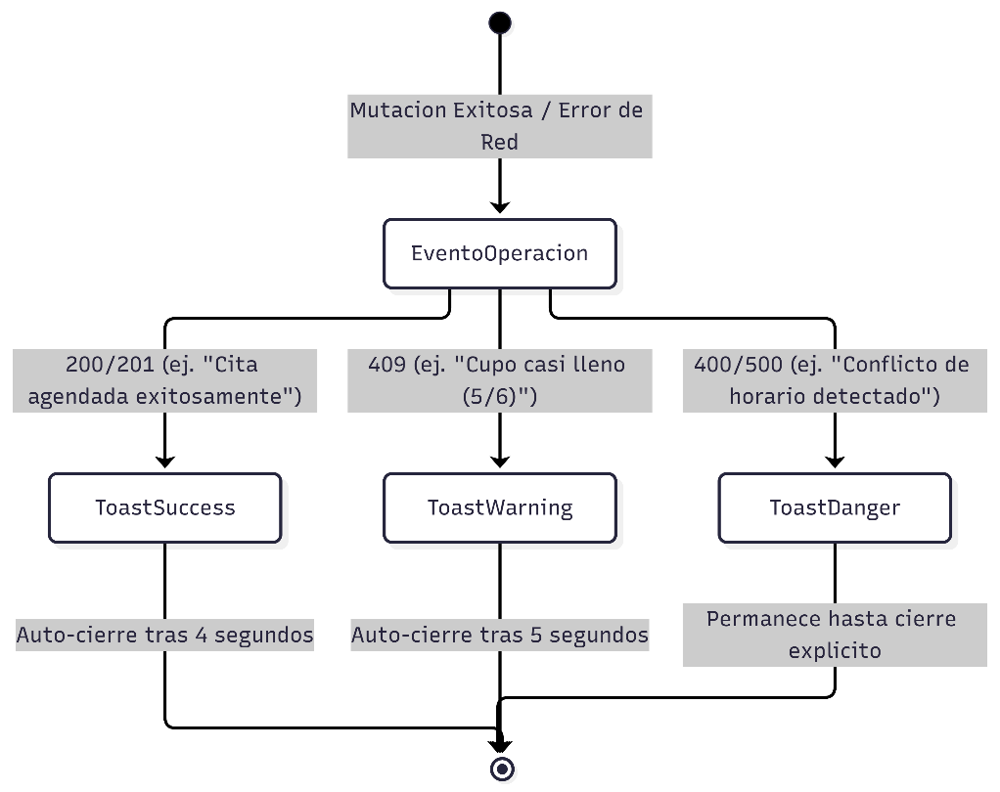 Mutacion Exitosa / Error de
Red
EventoOperacion
200/201 (ej. "Cita
agendada exitosamente")
409 (ej. "Cupo casi lleno
(5/6)")
400/500 (ej. "Conflicto de
horario detectado")
ToastSuccess
ToastWarning
ToastDanger
Auto-cierre tras 4 segundos
Auto-cierre tras 5 segundos
Permanece hasta cierre
explicito